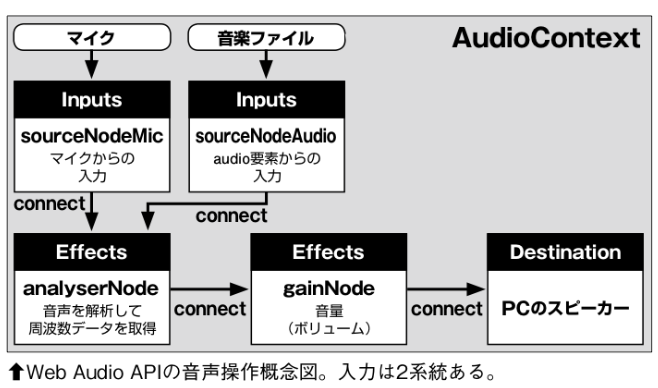 AudioContext
マイク
音楽ファイル
Inputs
sourceNodeMic
マイクからの
入力
Inputs
sourceNodeAudio
audio要素からの
入力
connect
connect
Effects
analyserNode
音声を解析して
周波数データを取得
connect
Effects
gainNode
音量
（ボリューム）
connect
Destination
PCのスピーカー
⬆Web Audio APIの音声操作概念図。入力は2系統ある。